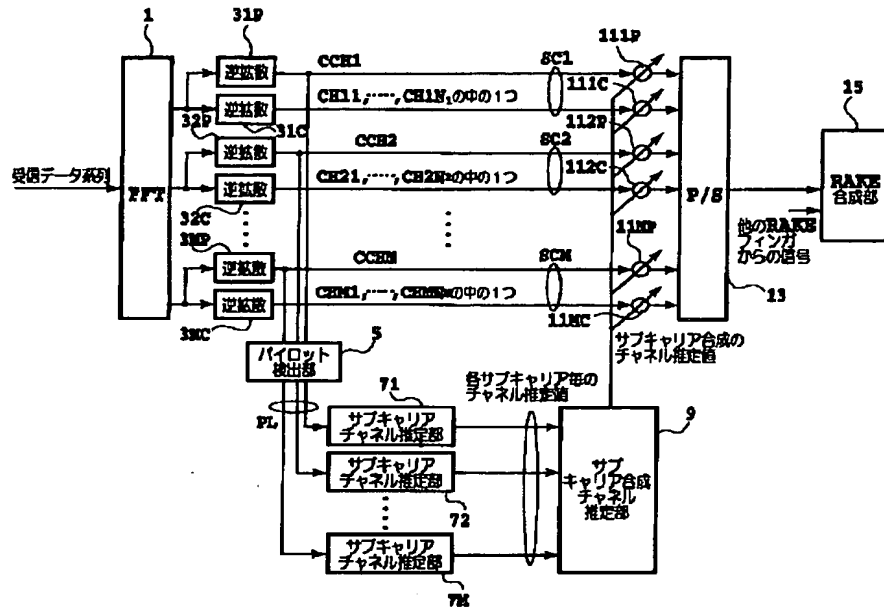 1
31P
逆拡散
CCH1
SC1
111P
逆拡散
CH11,‥‥,CH1N₁の中の1つ
111C
32P
31C
112P
逆拡散
CCH2
SC2
112C
15
受信データ系列
FFT
逆拡散
CH21,‥‥,CH2N₂の中の1つ
P/S
RAKE
合成部
32C
他のRAKE
フィンガ
からの信号
3MP
11MP
逆拡散
CCHM
SCM
逆拡散
CHM1,‥‥,CHMNMの中の1つ
13
3MC
11MC
サブキャリア合成の
チャネル推定値
5
パイロット
検出部
各サブキャリア毎の
チャネル推定値
PL
71
サブキャリア
チャネル推定部
9
サブキャリア
チャネル推定部
72
サブ
キャリア合成
チャネル
推定部
サブキャリア
チャネル推定部
7M